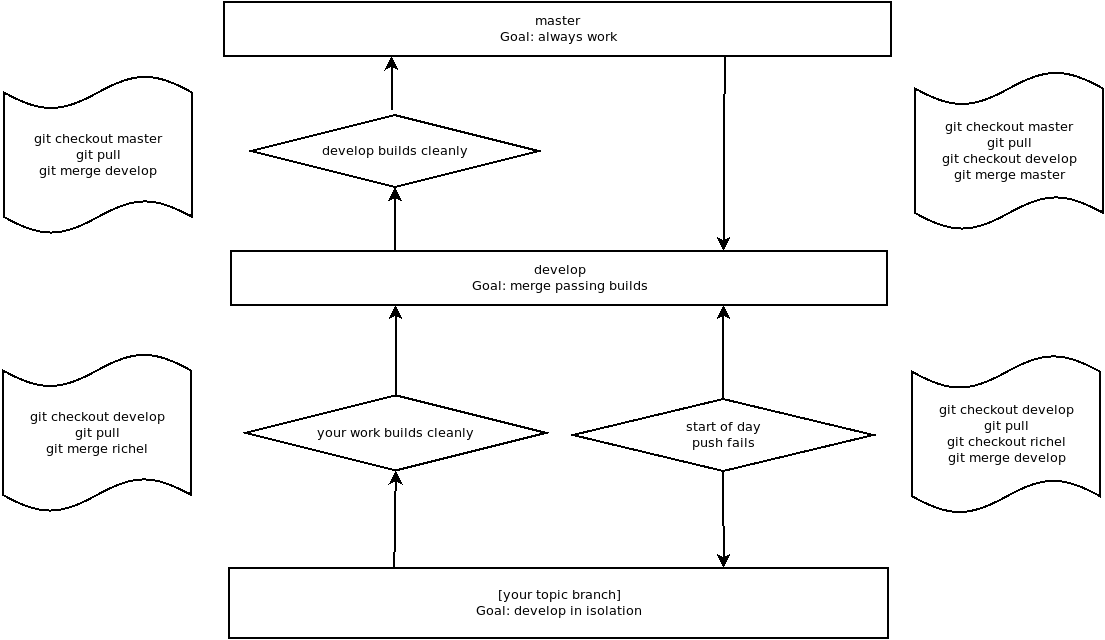 master
Goal: always work
git checkout master
git pull
git merge develop
develop builds cleanly
git checkout master
git pull
git checkout develop
git merge master
develop
Goal: merge passing builds
git checkout develop
git pull
git merge richel
your work builds cleanly
start of day
push fails
git checkout develop
git pull
git checkout richel
git merge develop
[your topic branch]
Goal: develop in isolation